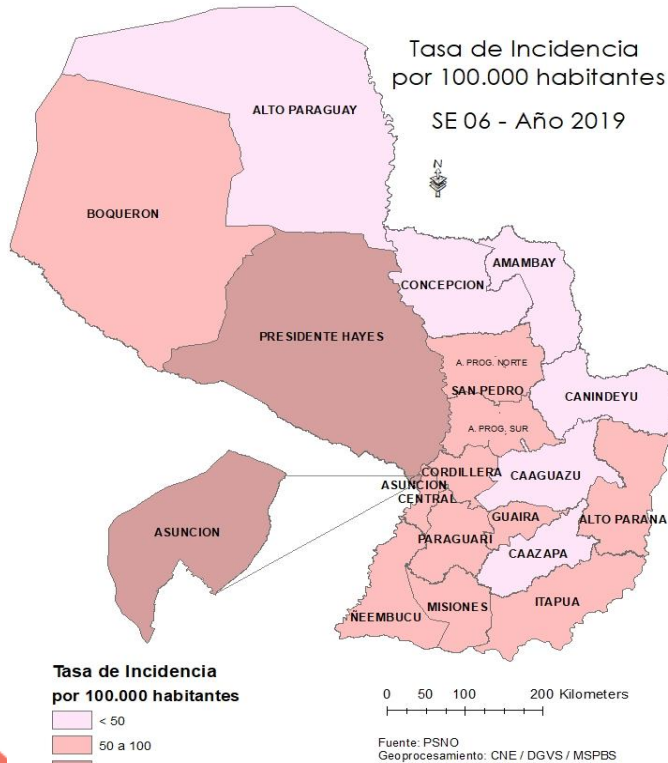 Tasa de Incidencia
por 100.000 habitantes
SE 06 - Año 2019
N
ALTO PARAGUAY
BOQUERON
AMAMBAY
CONCEPCION
PRESIDENTE HAYES
A. PROG. NORTE
SAN PEDRO
CANINDEYU
A. PROG. SUR
CORDILLERA
CAAGUAZU
ASUNCION
CENTRAL
GUAIRA
ALTO PARANA
ASUNCION
PARAGUARI
CAAZAPA
ITAPUA
MISIONES
ÑEEMBUCU
Tasa de Incidencia
por 100.000 habitantes
< 50
50 a 100
0 50 100 200 Kilometers
Fuente: PSNO
Geoprocesamiento: CNE / DGVS / MSPBS